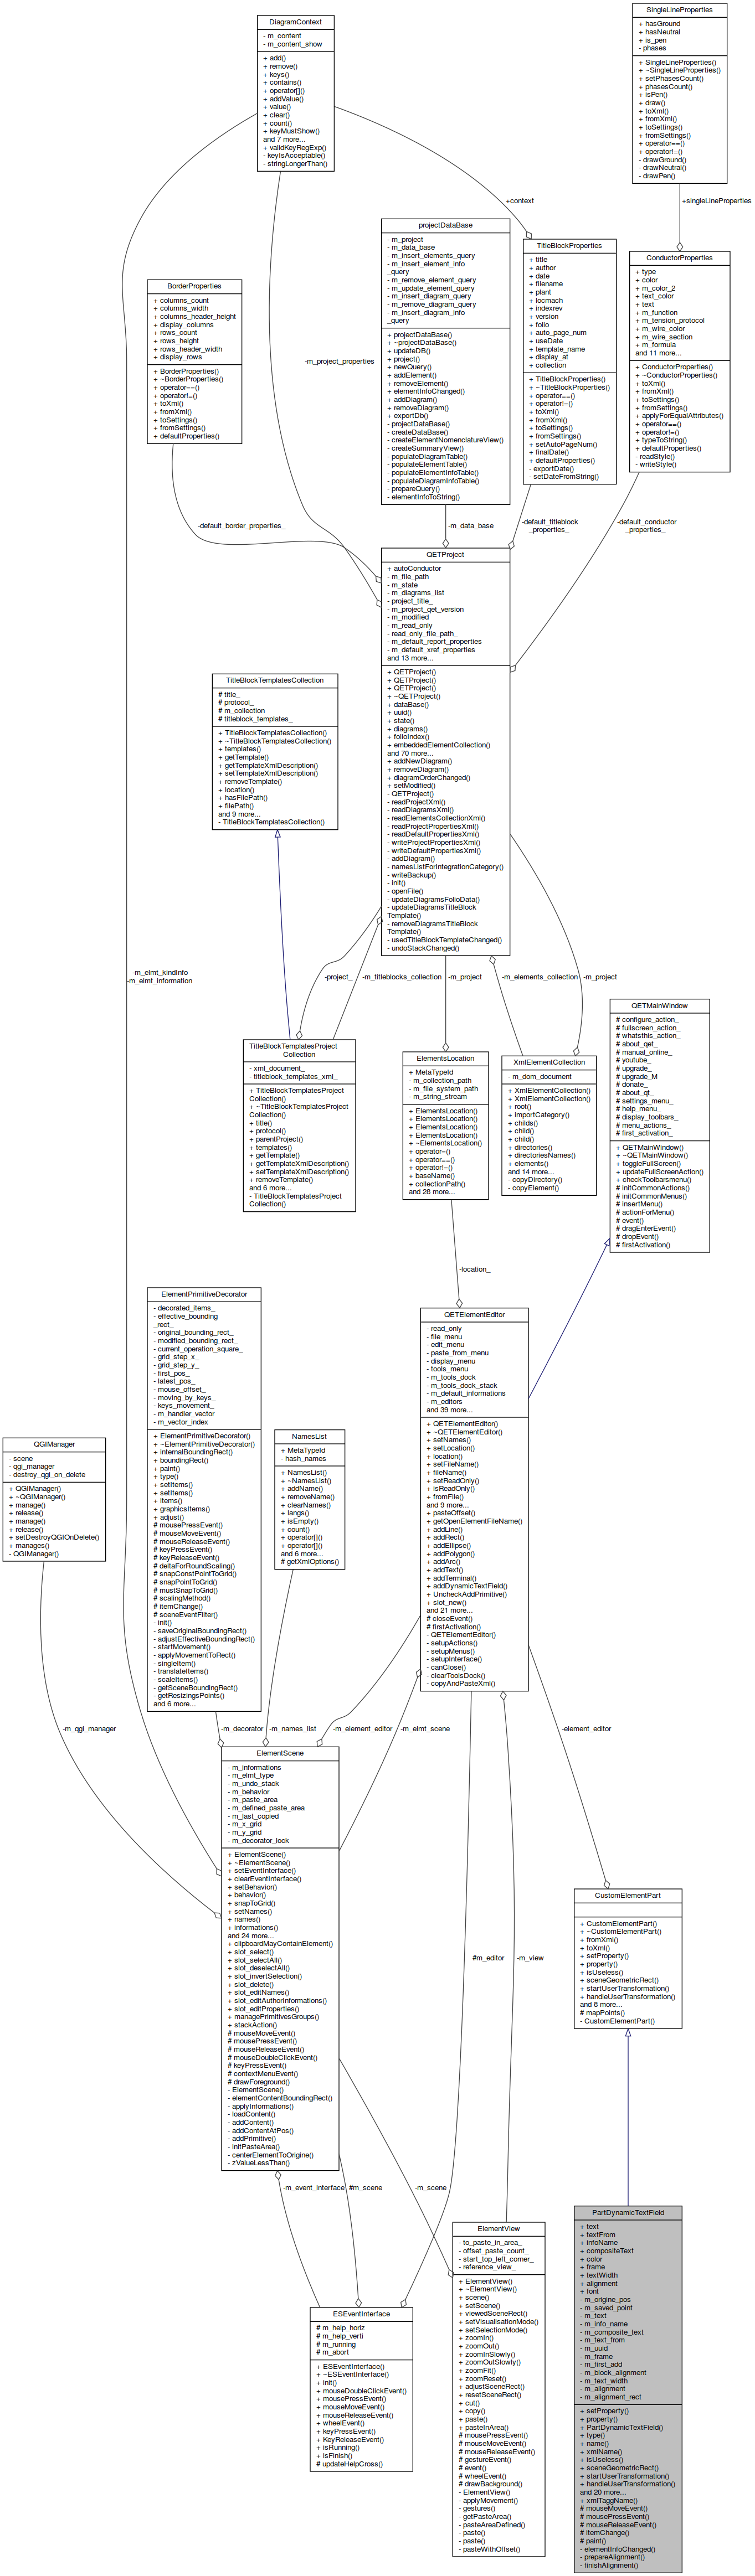 DiagramContext
- m_content
- m_content_show
+ add()
+ remove()
+ keys()
+ contains()
+ operator[]()
+ addValue()
+ value()
+ clear()
+ count()
+ keyMustShow()
and 7 more...
+ validKeyRegExp()
- keyIsAcceptable()
- stringLongerThan()
SingleLineProperties
+ hasGround
+ hasNeutral
+ is_pen
- phases
+ SingleLineProperties()
+ ~SingleLineProperties()
+ setPhasesCount()
+ phasesCount()
+ isPen()
+ draw()
+ toXml()
+ fromXml()
+ toSettings()
+ fromSettings()
+ operator==()
+ operator!=()
- drawGround()
- drawNeutral()
- drawPen()
+context
+singleLineProperties
projectDataBase
- m_project
- m_data_base
- m_insert_elements_query
- m_insert_element_info
_query
- m_remove_element_query
- m_update_element_query
- m_insert_diagram_query
- m_remove_diagram_query
- m_insert_diagram_info
_query
+ projectDataBase()
+ ~projectDataBase()
+ updateDB()
+ project()
+ newQuery()
+ addElement()
+ removeElement()
+ elementInfoChanged()
+ addDiagram()
+ removeDiagram()
+ exportDb()
- projectDataBase()
- createDataBase()
- createElementNomenclatureView()
- createSummaryView()
- populateDiagramTable()
- populateElementTable()
- populateElementInfoTable()
- populateDiagramInfoTable()
- prepareQuery()
- elementInfoToString()
TitleBlockProperties
+ title
+ author
+ date
+ filename
+ plant
+ locmach
+ indexrev
+ version
+ folio
+ auto_page_num
+ useDate
+ template_name
+ display_at
+ collection
+ TitleBlockProperties()
+ ~TitleBlockProperties()
+ operator==()
+ operator!=()
+ toXml()
+ fromXml()
+ toSettings()
+ fromSettings()
+ setAutoPageNum()
+ finalDate()
+ defaultProperties()
- exportDate()
- setDateFromString()
ConductorProperties
+ type
+ color
+ m_color_2
+ text_color
+ text
+ m_function
+ m_tension_protocol
+ m_wire_color
+ m_wire_section
+ m_formula
and 11 more...
+ ConductorProperties()
+ ~ConductorProperties()
+ toXml()
+ fromXml()
+ toSettings()
+ fromSettings()
+ applyForEqualAttributes()
+ operator==()
+ operator!=()
+ typeToString()
+ defaultProperties()
- readStyle()
- writeStyle()
BorderProperties
+ columns_count
+ columns_width
+ columns_header_height
+ display_columns
+ rows_count
+ rows_height
+ rows_header_width
+ display_rows
+ BorderProperties()
+ ~BorderProperties()
+ operator==()
+ operator!=()
+ toXml()
+ fromXml()
+ toSettings()
+ fromSettings()
+ defaultProperties()
-m_project_properties
-default_border_properties_
-m_data_base
-default_titleblock
_properties_
-default_conductor
_properties_
QETProject
+ autoConductor
- m_file_path
- m_state
- m_diagrams_list
- project_title_
- m_project_qet_version
- m_modified
- m_read_only
- read_only_file_path_
- m_default_report_properties
- m_default_xref_properties
and 13 more...
+ QETProject()
+ QETProject()
+ QETProject()
+ ~QETProject()
+ dataBase()
+ uuid()
+ state()
+ diagrams()
+ folioIndex()
+ embeddedElementCollection()
and 70 more...
+ addNewDiagram()
+ removeDiagram()
+ diagramOrderChanged()
+ setModified()
- QETProject()
- readProjectXml()
- readDiagramsXml()
- readElementsCollectionXml()
- readProjectPropertiesXml()
- readDefaultPropertiesXml()
- writeProjectPropertiesXml()
- writeDefaultPropertiesXml()
- addDiagram()
- namesListForIntegrationCategory()
- writeBackup()
- init()
- openFile()
- updateDiagramsFolioData()
- updateDiagramsTitleBlock
Template()
- removeDiagramsTitleBlock
Template()
- usedTitleBlockTemplateChanged()
- undoStackChanged()
TitleBlockTemplatesCollection
# title_
# protocol_
# m_collection
# titleblock_templates_
+ TitleBlockTemplatesCollection()
+ ~TitleBlockTemplatesCollection()
+ templates()
+ getTemplate()
+ getTemplateXmlDescription()
+ setTemplateXmlDescription()
+ removeTemplate()
+ location()
+ hasFilePath()
+ filePath()
and 9 more...
- TitleBlockTemplatesCollection()
-m_elmt_kindInfo
-m_elmt_information
-project_
-m_titleblocks_collection
-m_project
-m_elements_collection
-m_project
TitleBlockTemplatesProject
Collection
- xml_document_
- titleblock_templates_xml_
+ TitleBlockTemplatesProject
Collection()
+ ~TitleBlockTemplatesProject
Collection()
+ title()
+ protocol()
+ parentProject()
+ templates()
+ getTemplate()
+ getTemplateXmlDescription()
+ setTemplateXmlDescription()
+ removeTemplate()
and 6 more...
- TitleBlockTemplatesProject
Collection()
ElementsLocation
+ MetaTypeId
- m_collection_path
- m_file_system_path
- m_string_stream
+ ElementsLocation()
+ ElementsLocation()
+ ElementsLocation()
+ ElementsLocation()
+ ~ElementsLocation()
+ operator=()
+ operator==()
+ operator!=()
+ baseName()
+ collectionPath()
and 28 more...
XmlElementCollection
- m_dom_document
+ XmlElementCollection()
+ XmlElementCollection()
+ root()
+ importCategory()
+ childs()
+ child()
+ child()
+ directories()
+ directoriesNames()
+ elements()
and 14 more...
- copyDirectory()
- copyElement()
QETMainWindow
# configure_action_
# fullscreen_action_
# whatsthis_action_
# about_qet_
# manual_online_
# youtube_
# upgrade_
# upgrade_M
# donate_
# about_qt_
# settings_menu_
# help_menu_
# display_toolbars_
# menu_actions_
# first_activation_
+ QETMainWindow()
+ ~QETMainWindow()
+ toggleFullScreen()
+ updateFullScreenAction()
+ checkToolbarsmenu()
# initCommonActions()
# initCommonMenus()
# insertMenu()
# actionForMenu()
# event()
# dragEnterEvent()
# dropEvent()
# firstActivation()
-location_
ElementPrimitiveDecorator
- decorated_items_
- effective_bounding
_rect_
- original_bounding_rect_
- modified_bounding_rect_
- current_operation_square_
- grid_step_x_
- grid_step_y_
- first_pos_
- latest_pos_
- mouse_offset_
- moving_by_keys_
- keys_movement_
- m_handler_vector
- m_vector_index
+ ElementPrimitiveDecorator()
+ ~ElementPrimitiveDecorator()
+ internalBoundingRect()
+ boundingRect()
+ paint()
+ type()
+ setItems()
+ setItems()
+ items()
+ graphicsItems()
+ adjust()
# mousePressEvent()
# mouseMoveEvent()
# mouseReleaseEvent()
# keyPressEvent()
# keyReleaseEvent()
# deltaForRoundScaling()
# snapConstPointToGrid()
# snapPointToGrid()
# mustSnapToGrid()
# scalingMethod()
# itemChange()
# sceneEventFilter()
- init()
- saveOriginalBoundingRect()
- adjustEffectiveBoundingRect()
- startMovement()
- applyMovementToRect()
- singleItem()
- translateItems()
- scaleItems()
- getSceneBoundingRect()
- getResizingsPoints()
and 6 more...
QETElementEditor
- read_only
- file_menu
- edit_menu
- paste_from_menu
- display_menu
- tools_menu
- m_tools_dock
- m_tools_dock_stack
- m_default_informations
- m_editors
and 39 more...
+ QETElementEditor()
+ ~QETElementEditor()
+ setNames()
+ setLocation()
+ location()
+ setFileName()
+ fileName()
+ setReadOnly()
+ isReadOnly()
+ fromFile()
and 9 more...
+ pasteOffset()
+ getOpenElementFileName()
+ addLine()
+ addRect()
+ addEllipse()
+ addPolygon()
+ addArc()
+ addText()
+ addTerminal()
+ addDynamicTextField()
+ UncheckAddPrimitive()
+ slot_new()
and 21 more...
# closeEvent()
# firstActivation()
- QETElementEditor()
- setupActions()
- setupMenus()
- setupInterface()
- canClose()
- clearToolsDock()
- copyAndPasteXml()
QGIManager
- scene
- qgi_manager
- destroy_qgi_on_delete
+ QGIManager()
+ ~QGIManager()
+ manage()
+ release()
+ manage()
+ release()
+ setDestroyQGIOnDelete()
+ manages()
- QGIManager()
NamesList
+ MetaTypeId
- hash_names
+ NamesList()
+ ~NamesList()
+ addName()
+ removeName()
+ clearNames()
+ langs()
+ isEmpty()
+ count()
+ operator[]()
+ operator[]()
and 6 more...
# getXmlOptions()
-m_qgi_manager
-m_decorator
-m_names_list
-m_element_editor
-m_elmt_scene
-element_editor
ElementScene
- m_informations
- m_elmt_type
- m_undo_stack
- m_behavior
- m_paste_area
- m_defined_paste_area
- m_last_copied
- m_x_grid
- m_y_grid
- m_decorator_lock
+ ElementScene()
+ ~ElementScene()
+ setEventInterface()
+ clearEventInterface()
+ setBehavior()
+ behavior()
+ snapToGrid()
+ setNames()
+ names()
+ informations()
and 24 more...
+ clipboardMayContainElement()
+ slot_select()
+ slot_selectAll()
+ slot_deselectAll()
+ slot_invertSelection()
+ slot_delete()
+ slot_editNames()
+ slot_editAuthorInformations()
+ slot_editProperties()
+ managePrimitivesGroups()
+ stackAction()
# mouseMoveEvent()
# mousePressEvent()
# mouseReleaseEvent()
# mouseDoubleClickEvent()
# keyPressEvent()
# contextMenuEvent()
# drawForeground()
- ElementScene()
- elementContentBoundingRect()
- applyInformations()
- loadContent()
- addContent()
- addContentAtPos()
- addPrimitive()
- initPasteArea()
- centerElementToOrigine()
- zValueLessThan()
CustomElementPart
+ CustomElementPart()
+ ~CustomElementPart()
+ fromXml()
+ toXml()
+ setProperty()
+ property()
+ isUseless()
+ sceneGeometricRect()
+ startUserTransformation()
+ handleUserTransformation()
and 8 more...
# mapPoints()
- CustomElementPart()
#m_editor
-m_view
-m_event_interface
#m_scene
-m_scene
ElementView
- to_paste_in_area_
- offset_paste_count_
- start_top_left_corner_
- reference_view_
+ ElementView()
+ ~ElementView()
+ scene()
+ setScene()
+ viewedSceneRect()
+ setVisualisationMode()
+ setSelectionMode()
+ zoomIn()
+ zoomOut()
+ zoomInSlowly()
+ zoomOutSlowly()
+ zoomFit()
+ zoomReset()
+ adjustSceneRect()
+ resetSceneRect()
+ cut()
+ copy()
+ paste()
+ pasteInArea()
# mousePressEvent()
# mouseMoveEvent()
# mouseReleaseEvent()
# gestureEvent()
# event()
# wheelEvent()
# drawBackground()
- ElementView()
- applyMovement()
- gestures()
- getPasteArea()
- pasteAreaDefined()
- paste()
- paste()
- pasteWithOffset()
ESEventInterface
# m_help_horiz
# m_help_verti
# m_running
# m_abort
+ ESEventInterface()
+ ~ESEventInterface()
+ init()
+ mouseDoubleClickEvent()
+ mousePressEvent()
+ mouseMoveEvent()
+ mouseReleaseEvent()
+ wheelEvent()
+ keyPressEvent()
+ KeyReleaseEvent()
+ isRunning()
+ isFinish()
# updateHelpCross()
PartDynamicTextField
+ text
+ textFrom
+ infoName
+ compositeText
+ color
+ frame
+ textWidth
+ alignment
+ font
- m_origine_pos
- m_saved_point
- m_text
- m_info_name
- m_composite_text
- m_text_from
- m_uuid
- m_frame
- m_first_add
- m_block_alignment
- m_text_width
- m_alignment
- m_alignment_rect
+ setProperty()
+ property()
+ PartDynamicTextField()
+ type()
+ name()
+ xmlName()
+ isUseless()
+ sceneGeometricRect()
+ startUserTransformation()
+ handleUserTransformation()
and 20 more...
+ xmlTaggName()
# mouseMoveEvent()
# mousePressEvent()
# mouseReleaseEvent()
# itemChange()
# paint()
- elementInfoChanged()
- prepareAlignment()
- finishAlignment()